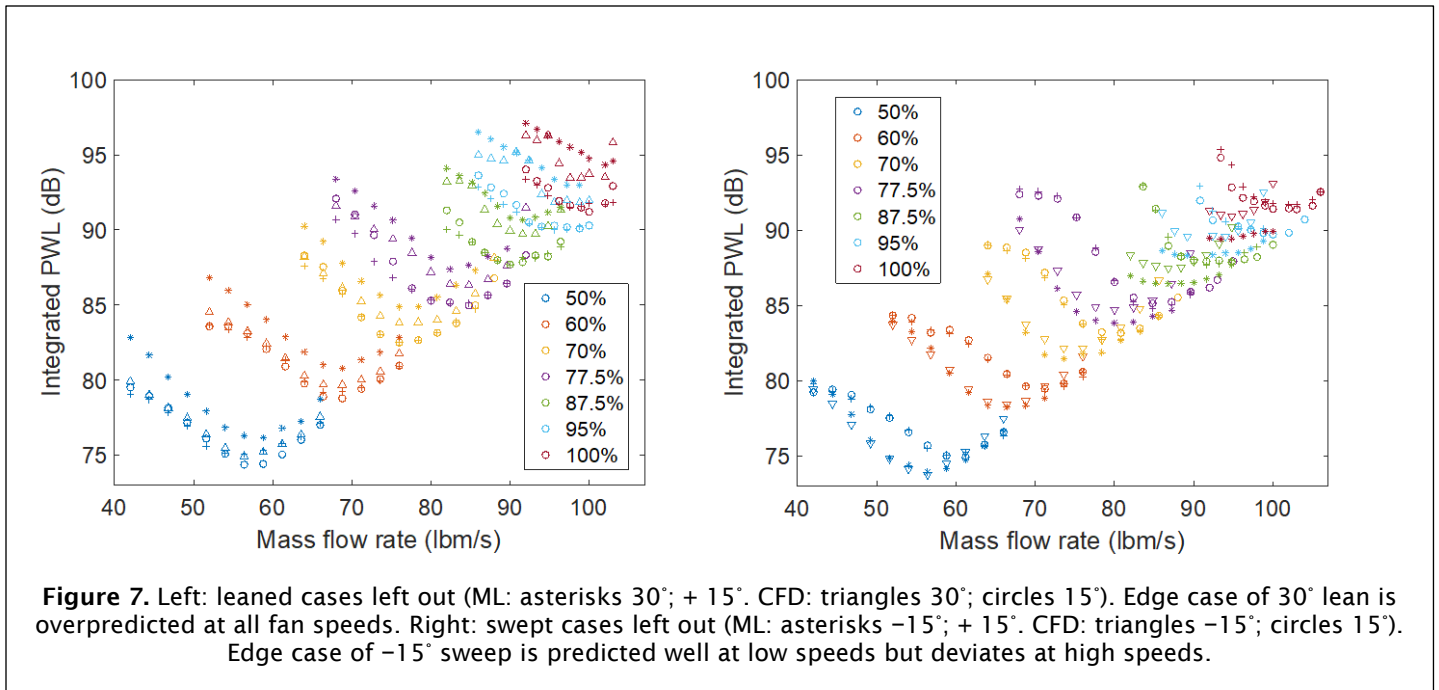 100
95
90
85
80
75
Integrated PWL (dB)
40 50 60 70 80 90 100
Mass flow rate (lbm/s)
50%
60%
70%
77.5%
87.5%
95%
100%
100
95
90
85
80
75
Integrated PWL (dB)
40 50 60 70 80 90 100
Mass flow rate (lbm/s)
50%
60%
70%
77.5%
87.5%
95%
100%
Figure 7. Left: leaned cases left out (ML: asterisks 30°; + 15°. CFD: triangles 30°; circles 15°). Edge case of 30° lean is
overpredicted at all fan speeds. Right: swept cases left out (ML: asterisks −15°; + 15°. CFD: triangles −15°; circles 15°).
Edge case of −15° sweep is predicted well at low speeds but deviates at high speeds.